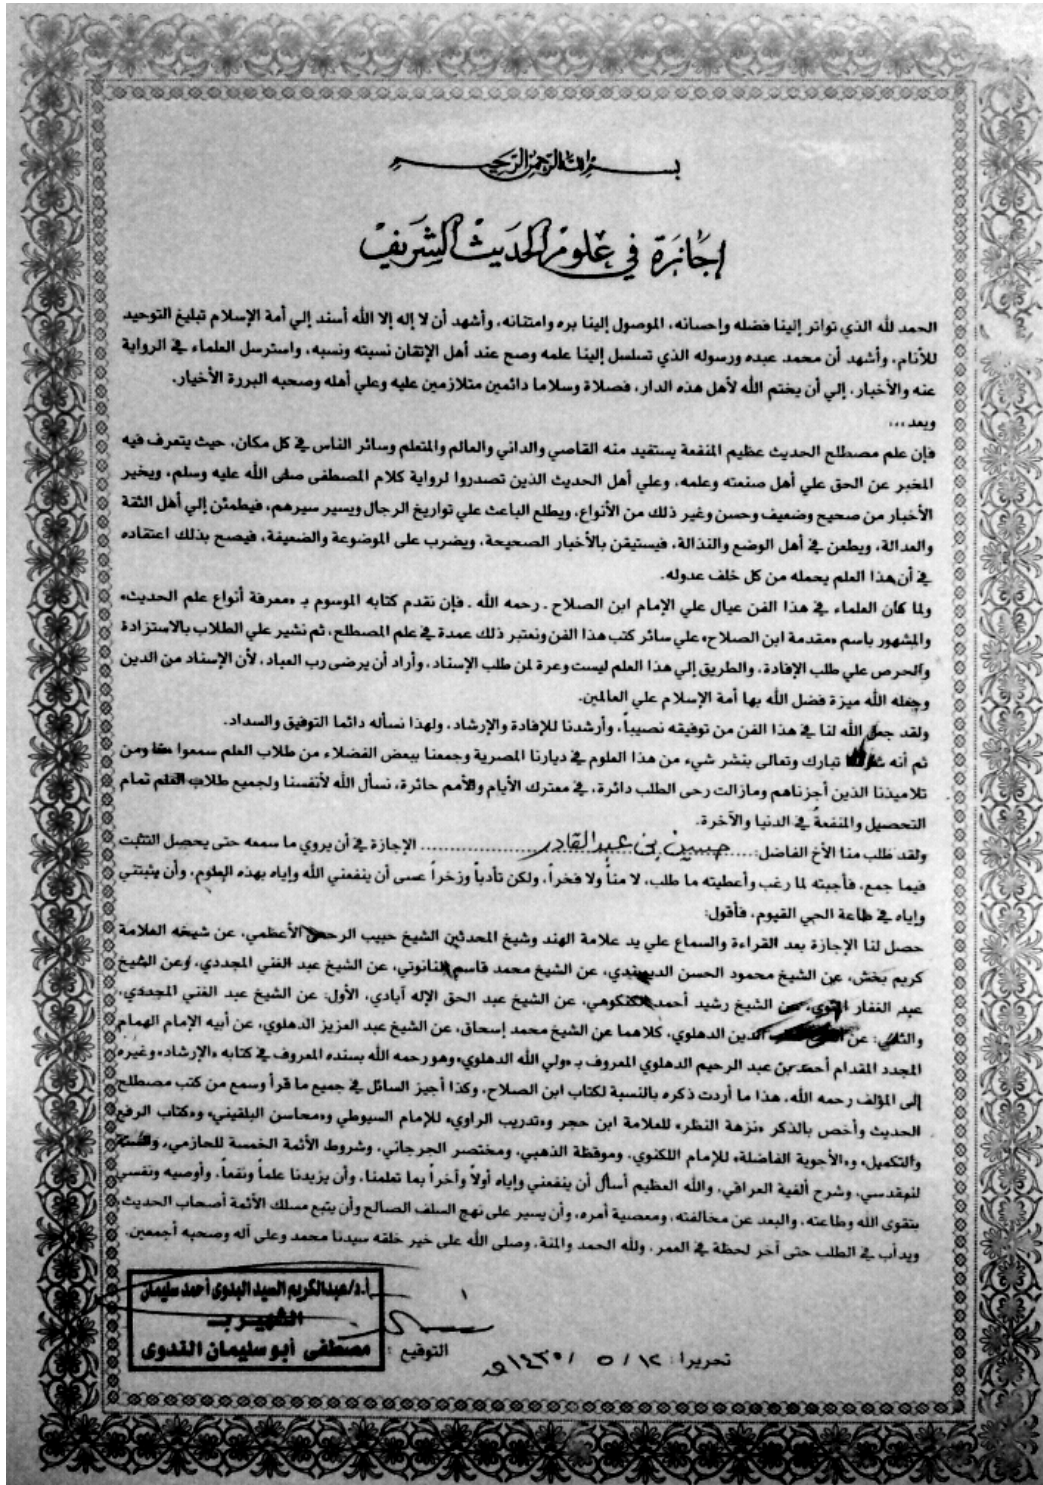 بسم الله الرحمن الرحيم
إجازة في علوم الحديث الشريف
الحمد لله الذي تواتر إلينا فضله وإحسانه، الموصول إلينا بره وامتنانه، وأشهد أن لا إله إلا الله أسند إلي أمة الإسلام تبليغ التوحيد
للأنام، وأشهد أن محمد عبده ورسوله الذي تسلسل إلينا علمه وصح عند أهل الإتقان نسبته ونسبه، واسترسل العلماء في الرواية
عنه والأخبار، إلي أن يختم الله لأهل هذه الدار، فصلاة وسلاما دائمين متلازمين عليه وعلي أهله وصحبه البررة الأخيار.
وبعد...
فإن علم مصطلح الحديث عظيم المنفعة يستفيد منه القاصي والداني والعالم والمتعلم وسائر الناس في كل مكان، حيث يتعرف فيه
المخبر عن الحق علي أهل صنعته وعلمه، وعلي أهل الحديث الذين تصدروا لرواية كلام المصطفى صلى الله عليه وسلم، ويخير
الأخبار من صحيح وضعيف وحسن وغير ذلك من الأنواع، ويطلع الباعث علي تواريخ الرجال ويسير سيرهم، فيطمئن إلي أهل الثقة
والعدالة، ويطعن في أهل الوضع والنذالة، فيستيقن بالأخبار الصحيحة، ويضرب على الموضوعة والضعيفة، فيصح بذلك اعتقاده
في أن هذا العلم يحمله من كل خلف عدوله.
ولما كان العلماء في هذا الفن عيال علي الإمام ابن الصلاح . رحمه الله . فإن نقدم كتابه الموسوم بـ «معرفة أنواع علم الحديث»
والمشهور باسم «مقدمة ابن الصلاح» علي سائر كتب هذا الفن ونعتبر ذلك عمدة في علم المصطلح، ثم نشير علي الطلاب بالاستزادة
والحرص علي طلب الإفادة، والطريق إلي هذا العلم ليست وعرة لمن طلب الإسناد، وأراد أن يرضى رب العباد، لأن الإسناد من الدين
وجعله الله ميزة فضل الله بها أمة الإسلام علي العالمين.
ولقد جعل الله لنا في هذا الفن من توفيقه نصيباً، وأرشدنا للإفادة والإرشاد، ولهذا نسأله دائما التوفيق والسداد.
ثم أنه تبارك وتعالى بنشر شيء من هذا العلوم في ديارنا المصرية وجمعنا ببعض الفضلاء من طلاب العلم سمعوا منا ومن
تلاميذنا الذين أجزناهم ومازالت رحى الطلب دائرة، في معترك الأيام والأمم حائرة، نسأل الله لأنفسنا ولجميع طلاب العلم تمام
التحصيل والمنفعةً في الدنيا والآخرة.
ولقد طلب منا الأخ الفاضل: حسين بن عبد القادر الإجازة في أن يروي ما سمعه حتى يحصل التثبت
فيما جمع، فأجبته لما رغب وأعطيته ما طلب، لا مناً ولا فخراً، ولكن تأدباً وزخراً عسى أن ينفعني الله وإياه بهذه العلوم، وأن يثبتني
وإياه في طاعة الحي القيوم، فأقول:
حصل لنا الإجازة بعد القراءة والسماع علي يد علامة الهند وشيخ المحدثين الشيخ حبيب الرحمن الأعظمي، عن شيخه العلامة
كريم بخش، عن الشيخ محمود الحسن الديوبندي، عن الشيخ محمد قاسم النانوتي، عن الشيخ عبد الغني المجددي، وعن الشيخ
عبد الغفار عن الشيخ رشيد أحمد الكنكوهي، عن الشيخ عبد الحق الإله آبادي، الأول: عن الشيخ عبد الغني المجددي،
والثاني: عن الدين الدهلوي، كلاهما عن الشيخ محمد إسحاق، عن الشيخ عبد العزيز الدهلوي، عن أبيه الإمام الهمام
المجدد المقدام أحمد بن عبد الرحيم الدهلوي المعروف بـ «ولي الله الدهلوي» وهو رحمه الله بسنده المعروف في كتابه «الإرشاد» وغيره
إلى المؤلف رحمه الله. هذا ما أردت ذكره بالنسبة لكتاب ابن الصلاح، وكذا أجيز السائل في جميع ما قرأ وسمع من كتب مصطلح
الحديث وأخص بالذكر «نزهة النظر» للعلامة ابن حجر و«تدريب الراوي» للإمام السيوطي و«محاسن البلقيني» و«كتاب الرفع
والتكميل» و«الأجوبة الفاضلة» للإمام اللكنوي، وموقظة الذهبي، ومختصر الجرجاني، وشروط الأئمة الخمسة للحازمي،
للمقدسي، وشرح ألفية العراقي، والله العظيم أسأل أن ينفعني وإياه أولاً وأخراً بما تعلمنا، وأن يزيدنا علماً ونفعاً، وأوصيه ونفسي
بتقوى الله وطاعته، والبعد عن مخالفته، ومعصية أمره، وأن يسير على نهج السلف الصالح وأن يتبع مسلك الأئمة أصحاب الحديث،
ويدأب في الطلب حتى آخر لحظة في العمر، ولله الحمد والمنة، وصلى الله على خير خلقه سيدنا محمد وعلى آله وصحبه أجمعين.
أ.د/عبدالكريم السيد البدوى أحمد سليمان
الشهير بـ
مصطفى أبو سليمان الندوى
التوقيع :
تحريرا: ١٢ / ٥ / ١٤٣٠هـ